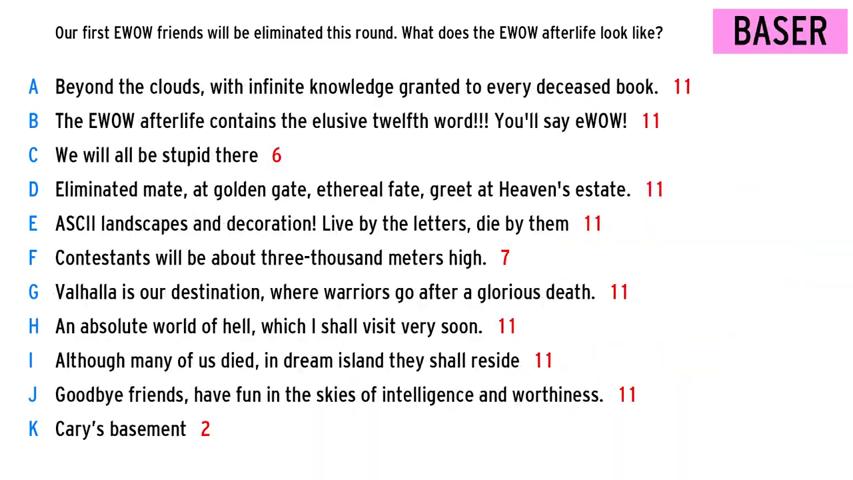 Our first EWOW friends will be eliminated this round. What does the EWOW afterlife look like?
BASER
A Beyond the clouds, with infinite knowledge granted to every deceased book. 11
B The EWOW afterlife contains the elusive twelfth word!!! You'll say eWOW! 11
C We will all be stupid there 6
D Eliminated mate, at golden gate, ethereal fate, greet at Heaven's estate. 11
E ASCII landscapes and decoration! Live by the letters, die by them 11
F Contestants will be about three-thousand meters high. 7
G Valhalla is our destination, where warriors go after a glorious death. 11
H An absolute world of hell, which I shall visit very soon. 11
I Although many of us died, in dream island they shall reside 11
J Goodbye friends, have fun in the skies of intelligence and worthiness. 11
K Cary’s basement 2